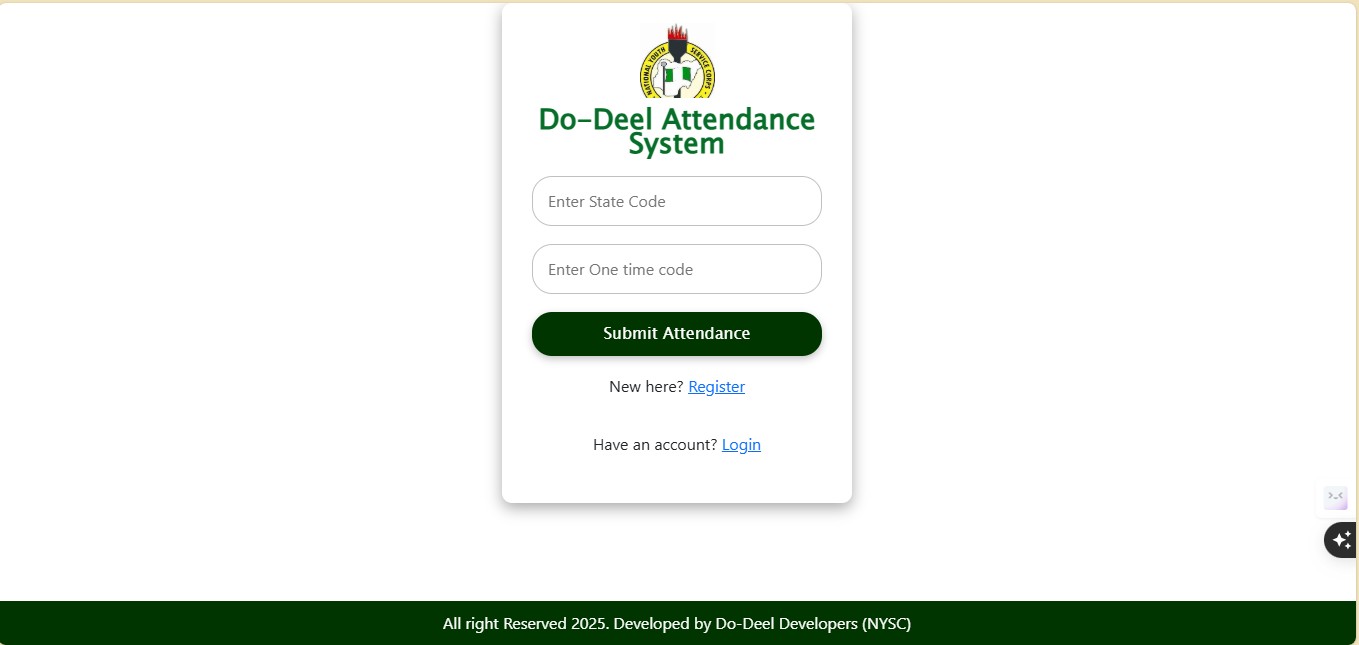 NATIONAL YOUTH SERVICE CORPS
Do-Deel Attendance
System
Enter State Code
Enter One time code
Submit Attendance
New here? Register
Have an account? Login
All right Reserved 2025. Developed by Do-Deel Developers (NYSC)